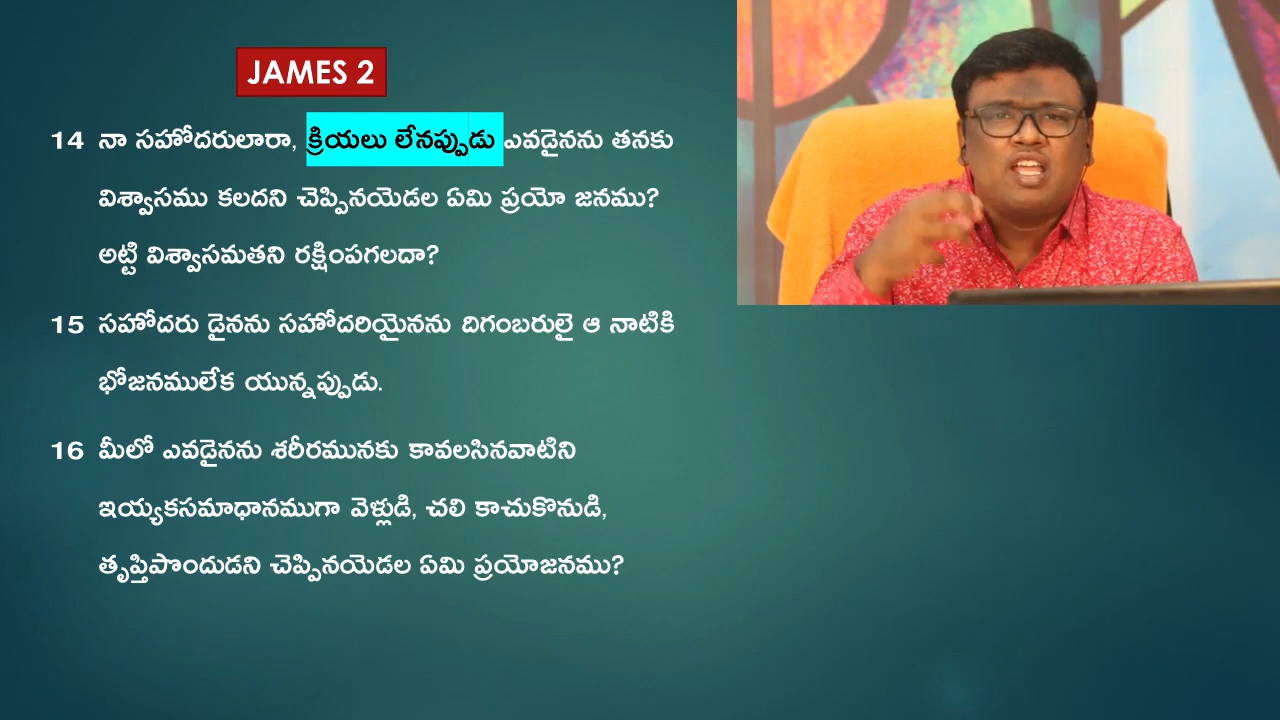 JAMES 2
14 నా సహోదరులారా, క్రియలు లేనప్పుడు ఎవడైనను తనకు
విశ్వాసము కలదని చెప్పినయెడల ఏమి ప్రయో జనము?
అట్టి విశ్వాసమతని రక్షింపగలదా?
15 సహోదరు డైనను సహోదరియైనను దిగంబరులై ఆ నాటికి
భోజనములేక యున్నప్పుడు.
16 మీలో ఎవడైనను శరీరమునకు కావలసినవాటిని
ఇయ్యకసమాధానముగా వెళ్లుడి, చలి కాచుకొనుడి,
తృప్తిపొందుడని చెప్పినయెడల ఏమి ప్రయోజనము?